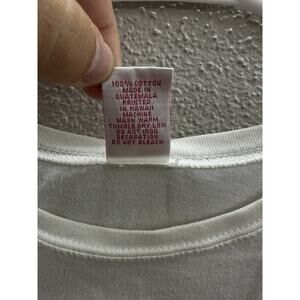 100% COTTON
MADE IN
GUATEMALA
PRINTED
IN HAWAII
MACHINE
WASH WARM
TUMBLE DRY LOW
DO NOT IRON
DECORATION
DO NOT BLEACH